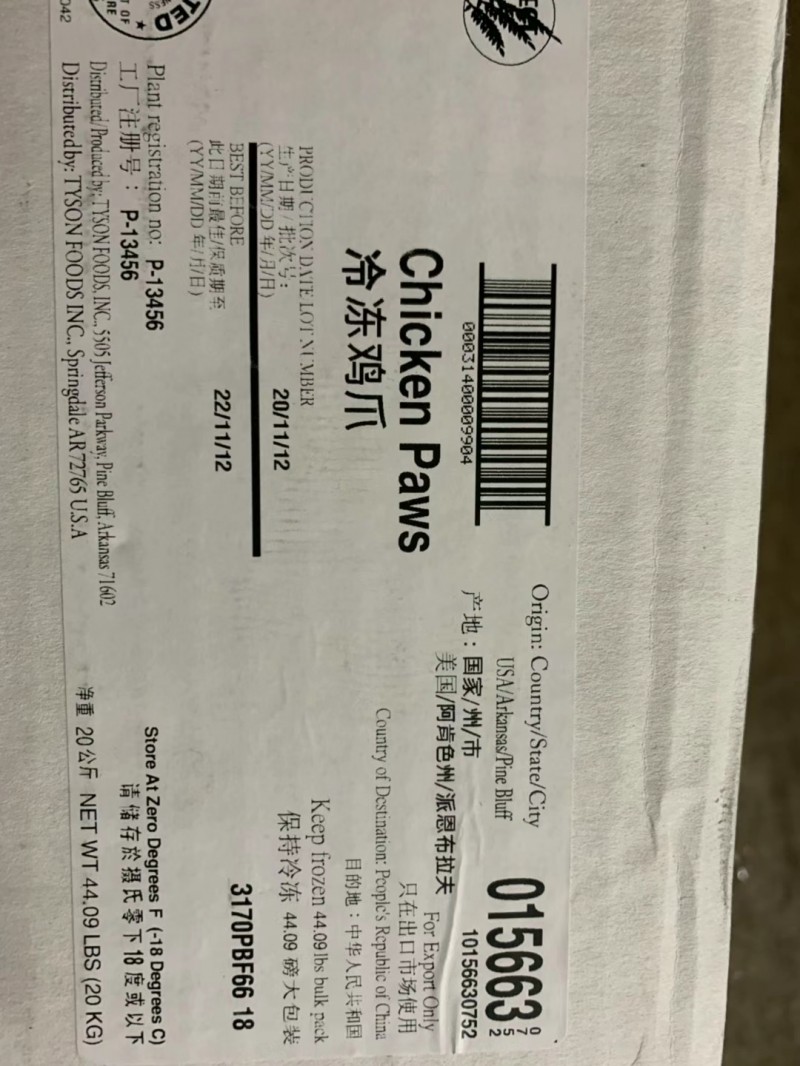 00031400009904
Origin: Country/State/City
USA/Arkansas/Pine Bluff
产地：国家/州/市
美国/阿肯色州/派恩布拉夫
015663
0
7
5
2
10156630752
For Export Only
只在出口市场使用
Country of Destination: People's Republic of China
目的地：中华人民共和国
Chicken Paws
冷冻鸡爪
Keep frozen 44.09 lbs bulk pack
保持冷冻 44.09 磅大包装
PRODUCTION DATE LOT NUMBER
生产日期/批次号：
(YY/MM/DD 年/月/日)
20/11/12
BEST BEFORE
此日期前最佳/保质期至
(YY/MM/DD 年/月/日)
22/11/12
3170PBF66 18
Plant registration no: P-13456
工厂注册号： P-13456
Store At Zero Degrees F (-18 Degrees C)
请储存於摄氏零下18度或以下
Distributed/Produced by: TYSON FOODS, INC., 5505 Jefferson Parkway, Pine Bluff, Arkansas 71602
Distributed by: TYSON FOODS INC., Springdale AR 72765 U.S.A
净重 20公斤 NET WT 44.09 LBS (20 KG)